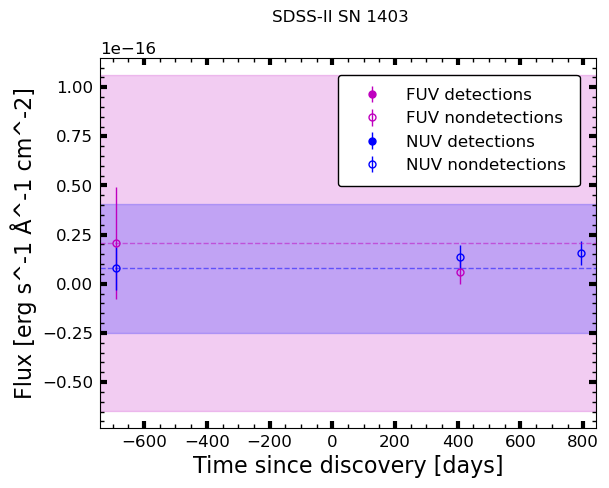 SDSS-II SN 1403
1e−16
1.00
0.75
0.50
0.25
0.00
−0.25
−0.50
Flux [erg s^-1 Å^-1 cm^-2]
FUV detections
FUV nondetections
NUV detections
NUV nondetections
−600 −400 −200 0 200 400 600 800
Time since discovery [days]